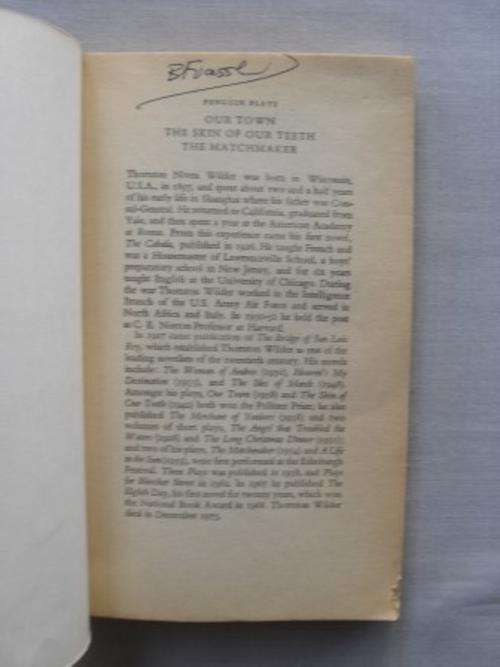 PENGUIN PLAYS
OUR TOWN
THE SKIN OF OUR TEETH
THE MATCHMAKER
Thornton Niven Wilder was born in Wisconsin,
U.S.A., in 1897, and spent about two and a half years
of his early life in Shanghai where his father was Con-
sul-General. He returned to California, graduated from
Yale, and then spent a year at the American Academy
at Rome. From this experience came his first novel,
The Cabala, published in 1926. He taught French and
was a Housemaster of Lawrenceville School, a boys'
preparatory school in New Jersey, and for six years
taught English at the University of Chicago. During
the war Thornton Wilder worked in the Intelligence
Branch of the U.S. Army Air Force and served in
North Africa and Italy. In 1950-51 he held the post
as C. E. Norton Professor at Harvard.
In 1927 came publication of The Bridge of San Luis
Rey, which established Thornton Wilder as one of the
leading novelists of the twentieth century. His novels
include: The Woman of Andros (1930), Heaven's My
Destination (1935), and The Ides of March (1948).
Amongst his plays, Our Town (1938) and The Skin of
Our Teeth (1942) both won the Pulitzer Prize; he also
published The Merchant of Yonkers (1938) and two
volumes of short plays, The Angel that Troubled the
Waters (1928) and The Long Christmas Dinner (1931);
and two of his plays, The Matchmaker (1954) and A Life
in the Sun (1955), were first performed at the Edinburgh
Festival. Three Plays was published in 1958, and Plays
for Bleecker Street in 1962. In 1967 he published The
Eighth Day, his first novel for twenty years, which won
the National Book Award in 1968. Thornton Wilder
died in December 1975.